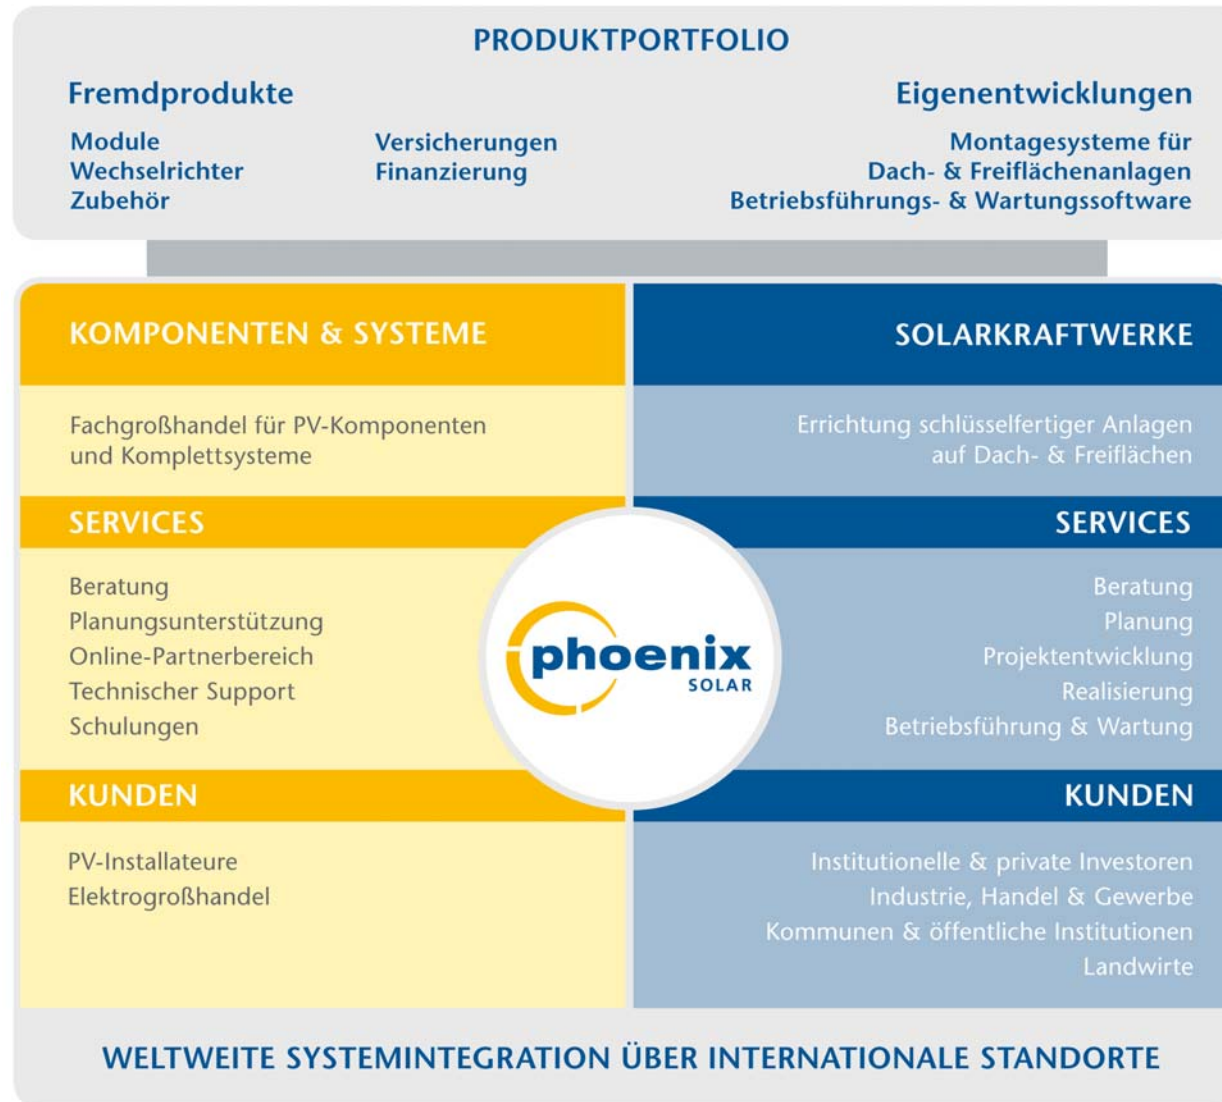 PRODUKTPORTFOLIO
Fremdprodukte
Module
Wechselrichter
Zubehör
Versicherungen
Finanzierung
Eigenentwicklungen
Montagesysteme für
Dach- & Freiflächenanlagen
Betriebsführungs- & Wartungssoftware
KOMPONENTEN & SYSTEME
Fachgroßhandel für PV-Komponenten
und Komplettsysteme
SERVICES
Beratung
Planungsunterstützung
Online-Partnerbereich
Technischer Support
Schulungen
KUNDEN
PV-Installateure
Elektrogroßhandel
phoenix
SOLAR
SOLARKRAFTWERKE
Errichtung schlüsselfertiger Anlagen
auf Dach- & Freiflächen
SERVICES
Beratung
Planung
Projektentwicklung
Realisierung
Betriebsführung & Wartung
KUNDEN
Institutionelle & private Investoren
Industrie, Handel & Gewerbe
Kommunen & öffentliche Institutionen
Landwirte
WELTWEITE SYSTEMINTEGRATION ÜBER INTERNATIONALE STANDORTE